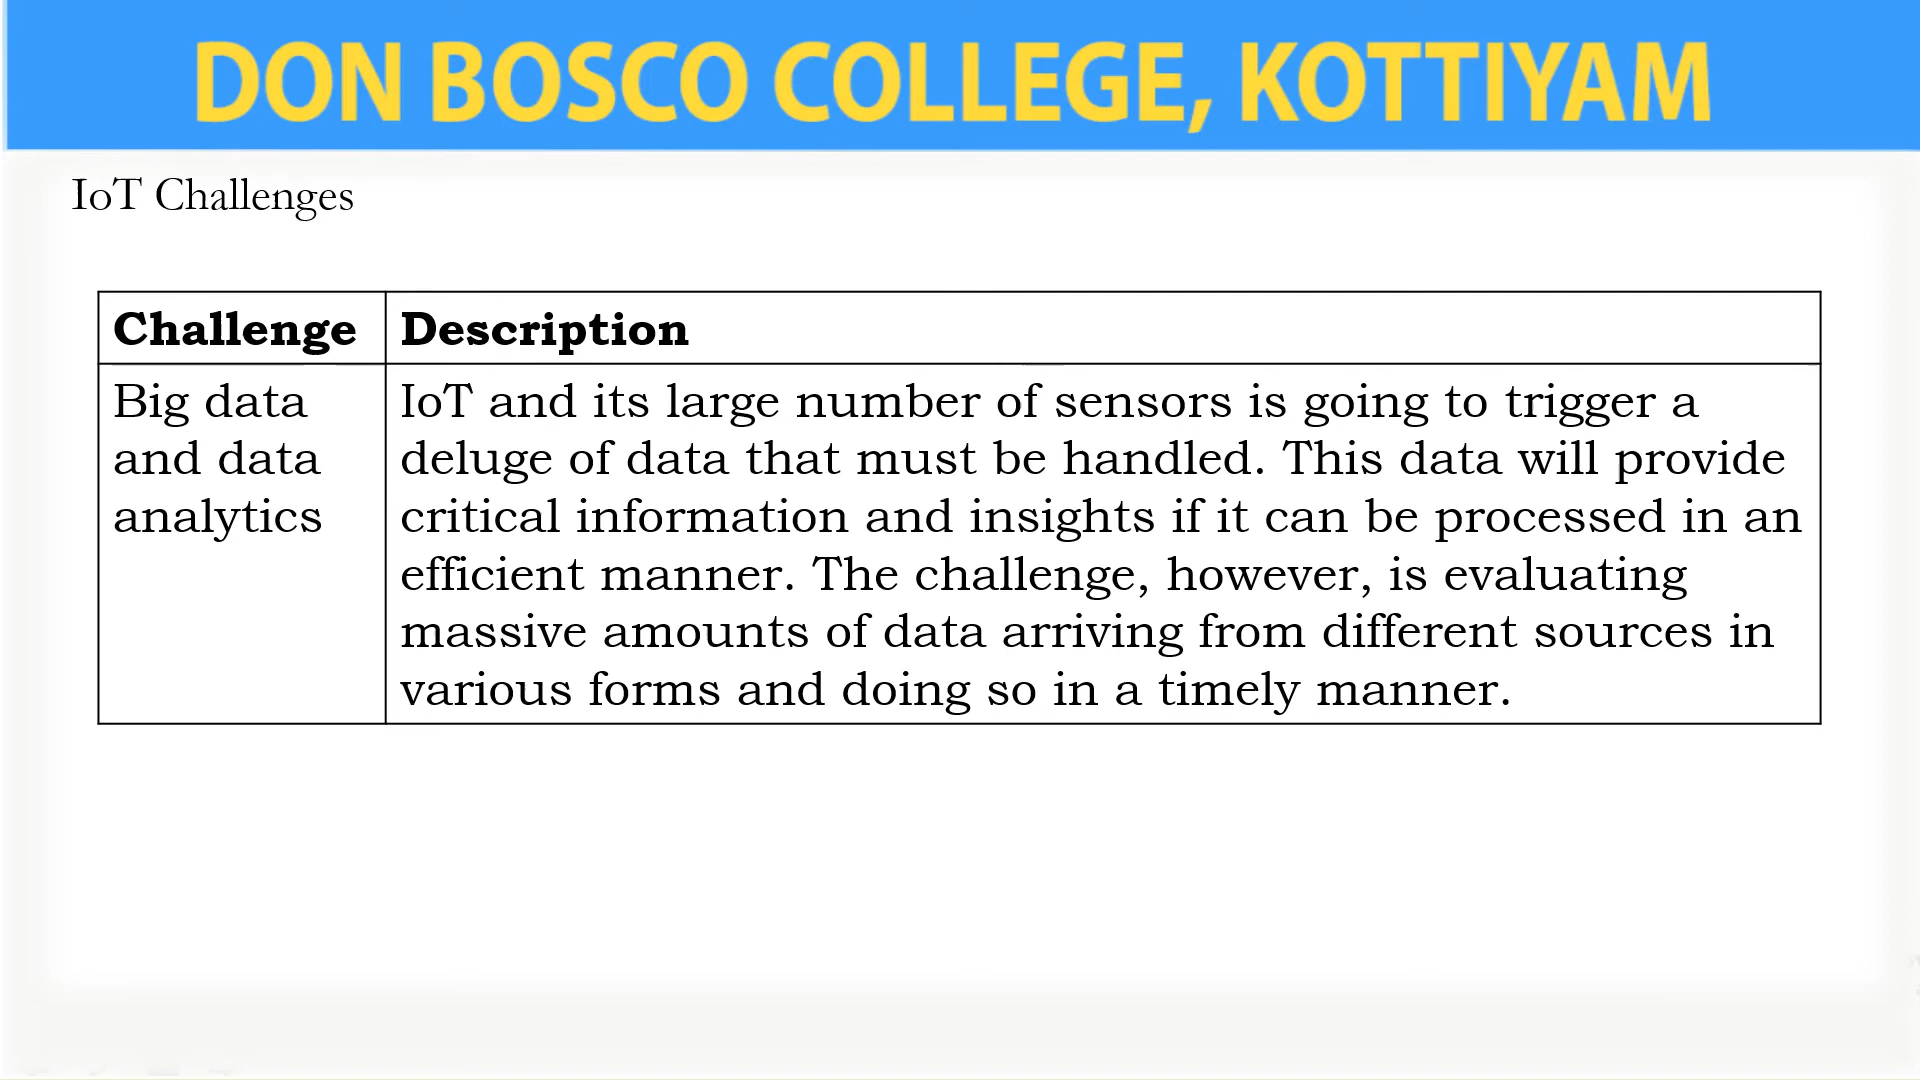 DON BOSCO COLLEGE, KOTTIYAM
IoT Challenges
Challenge
Description
Big data
and data
analytics
IoT and its large number of sensors is going to trigger a
deluge of data that must be handled. This data will provide
critical information and insights if it can be processed in an
efficient manner. The challenge, however, is evaluating
massive amounts of data arriving from different sources in
various forms and doing so in a timely manner.